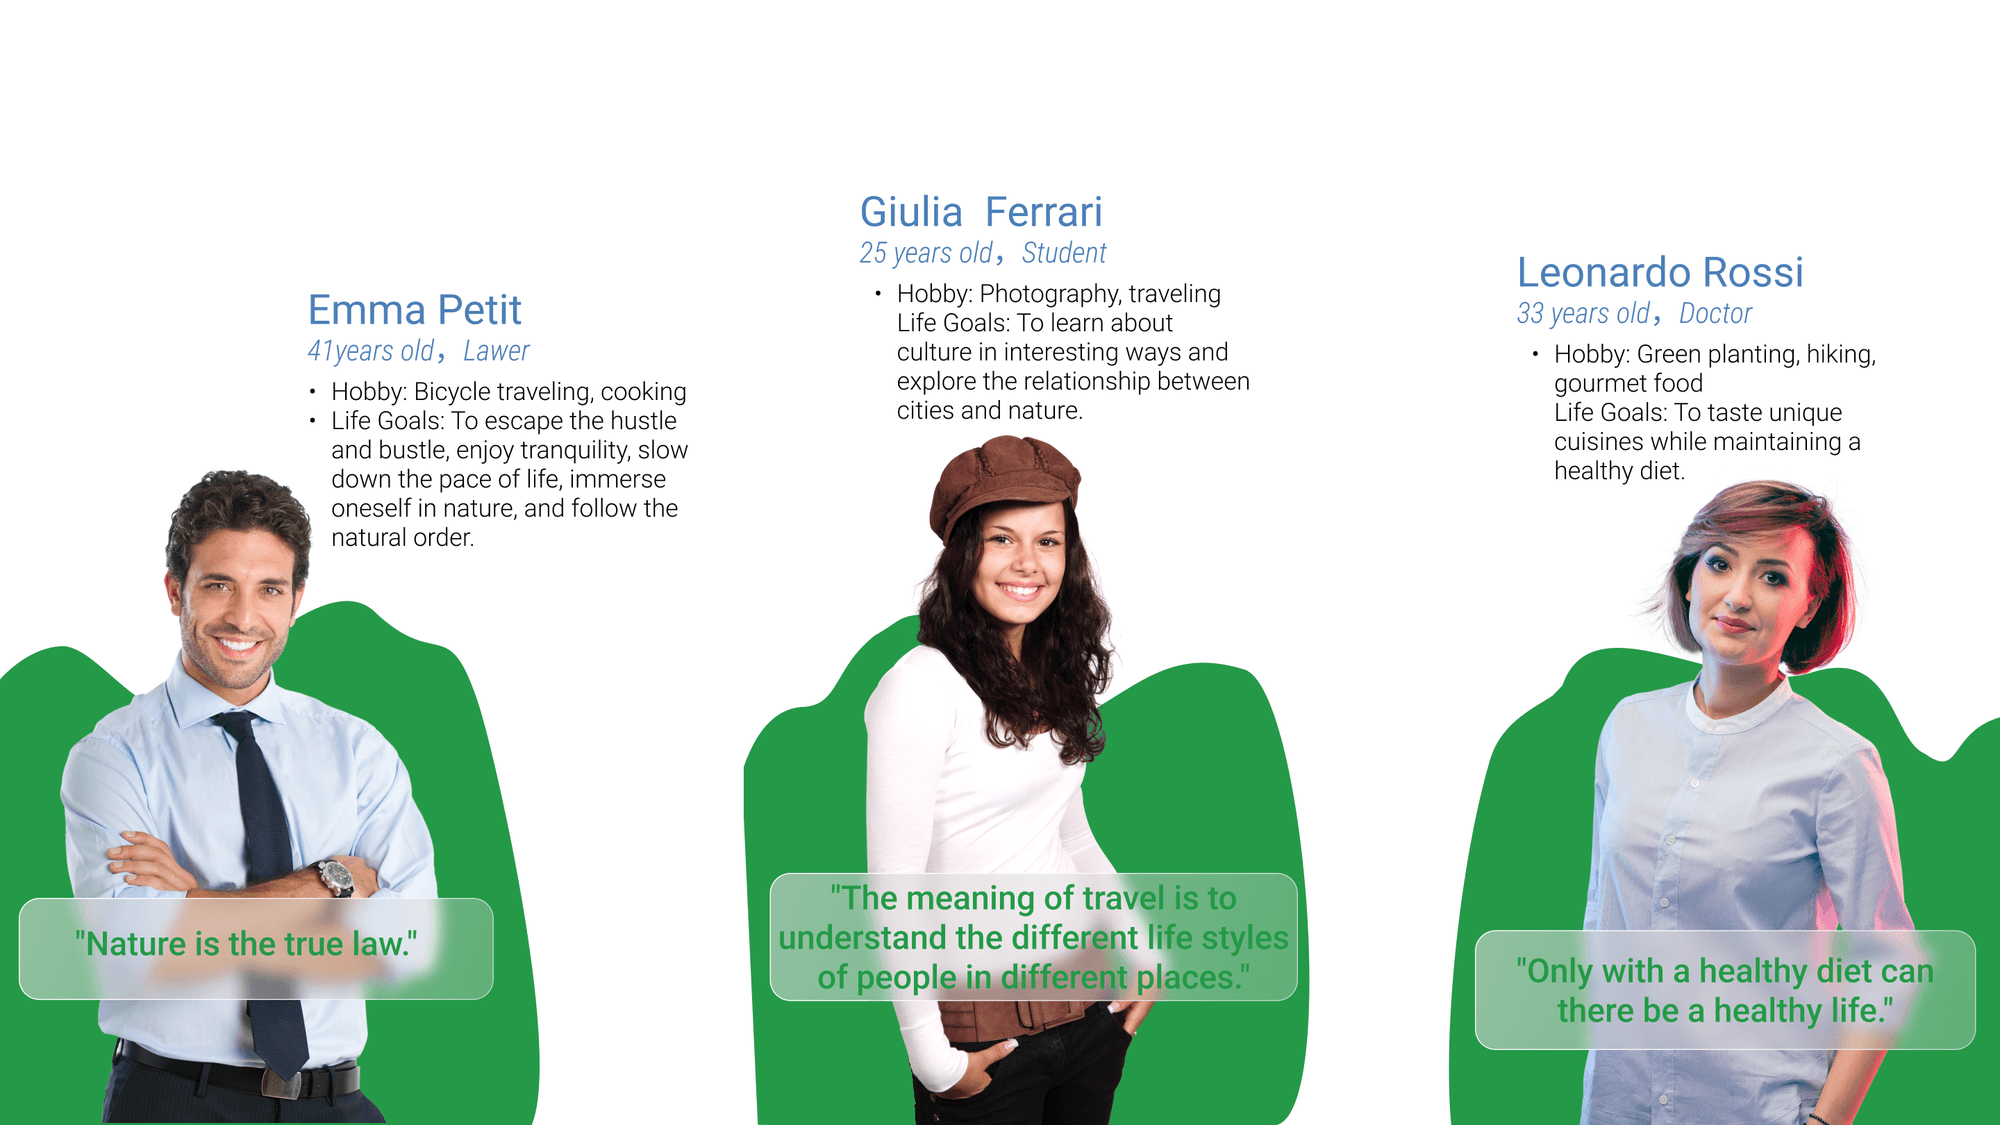 Emma Petit
41years old，Lawer
• Hobby: Bicycle traveling, cooking
• Life Goals: To escape the hustle
and bustle, enjoy tranquility, slow
down the pace of life, immerse
oneself in nature, and follow the
natural order.
"Nature is the true law."
Giulia  Ferrari
25 years old，Student
• Hobby: Photography, traveling
Life Goals: To learn about
culture in interesting ways and
explore the relationship between
cities and nature.
"The meaning of travel is to
understand the different life styles
of people in different places."
Leonardo Rossi
33 years old，Doctor
• Hobby: Green planting, hiking,
gourmet food
Life Goals: To taste unique
cuisines while maintaining a
healthy diet.
"Only with a healthy diet can
there be a healthy life."